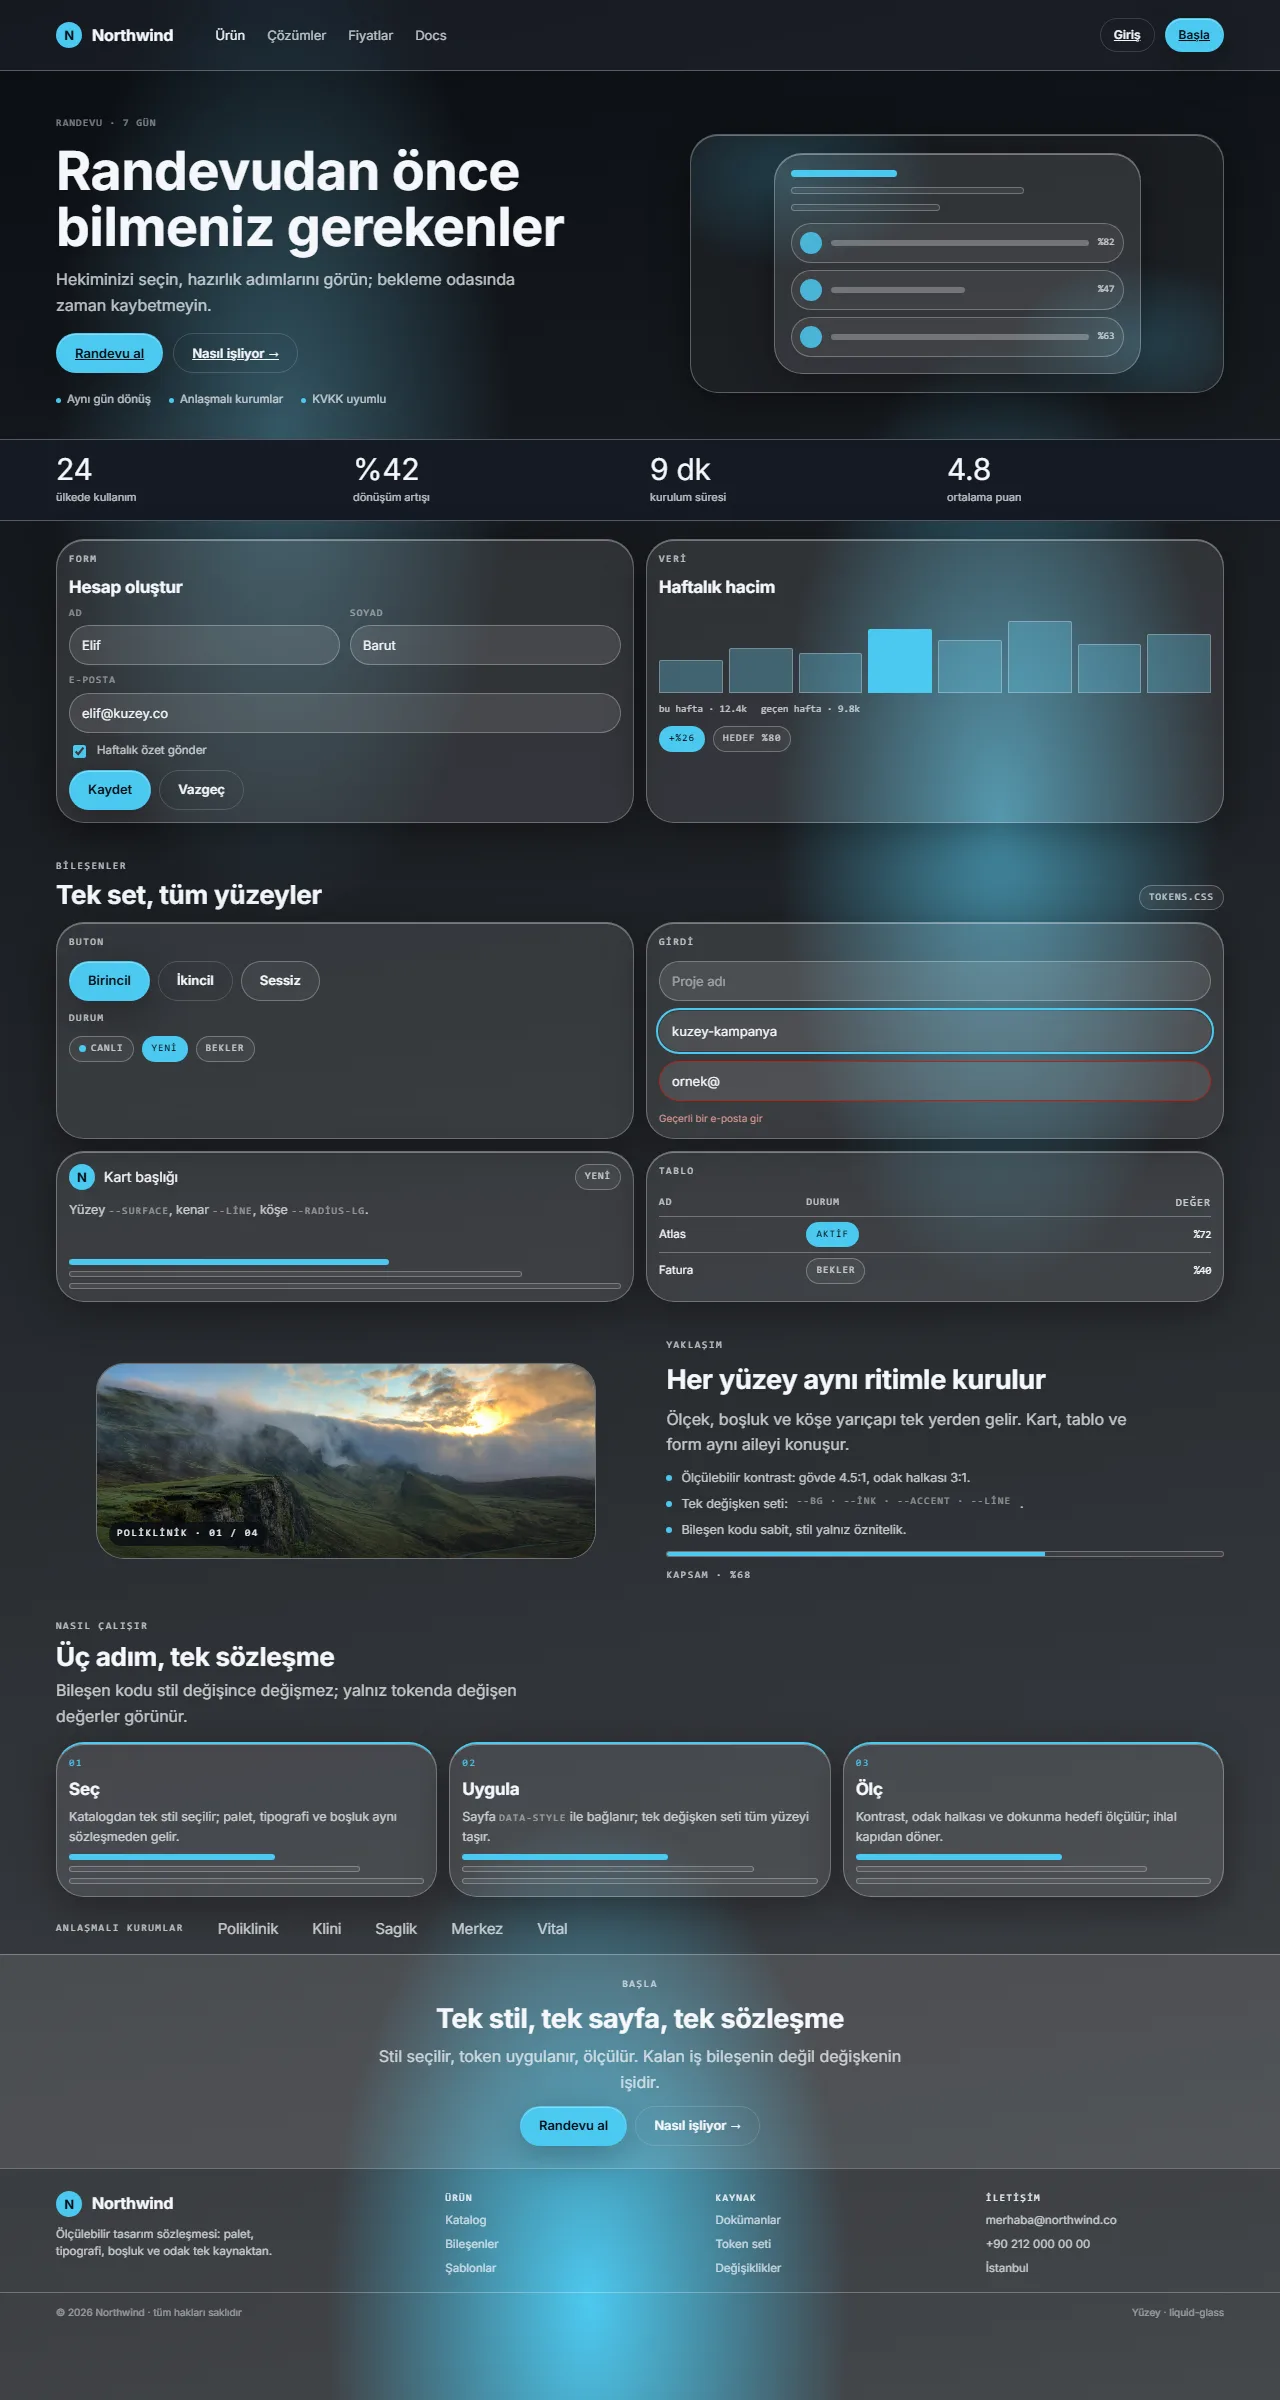 N Northwind Ürün Çözümler Fiyatlar Docs Giriş Başla
RANDEVU · 7 GÜN
Randevudan önce
bilmeniz gerekenler
Hekiminizi seçin, hazırlık adımlarını görün; bekleme odasında
zaman kaybetmeyin.
Randevu al Nasıl işliyor →
Aynı gün dönüş Anlaşmalı kurumlar KVKK uyumlu
%82
%47
%63
24 %42 9 dk 4.8
ülkede kullanım dönüşüm artışı kurulum süresi ortalama puan
FORM
Hesap oluştur
AD SOYAD
Elif Barut
E-POSTA
elif@kuzey.co
Haftalık özet gönder
Kaydet Vazgeç
VERİ
Haftalık hacim
bu hafta · 12.4k geçen hafta · 9.8k
+%26 HEDEF %80
BİLEŞENLER
Tek set, tüm yüzeyler
TOKENS.CSS
BUTON
Birincil İkincil Sessiz
DURUM
CANLI YENİ BEKLER
GİRDİ
Proje adı
kuzey-kampanya
ornek@
Geçerli bir e-posta gir
N Kart başlığı YENİ
Yüzey --SURFACE, kenar --LİNE, köşe --RADIUS-LG.
TABLO
AD DURUM DEĞER
Atlas AKTİF %72
Fatura BEKLER %40
POLİKLİNİK · 01 / 04
YAKLAŞIM
Her yüzey aynı ritimle kurulur
Ölçek, boşluk ve köşe yarıçapı tek yerden gelir. Kart, tablo ve
form aynı aileyi konuşur.
Ölçülebilir kontrast: gövde 4.5:1, odak halkası 3:1.
Tek değişken seti: --BG · --İNK · --ACCENT · --LİNE .
Bileşen kodu sabit, stil yalnız öznitelik.
KAPSAM · %68
NASIL ÇALIŞIR
Üç adım, tek sözleşme
Bileşen kodu stil değişince değişmez; yalnız tokenda değişen
değerler görünür.
01
Seç
Katalogdan tek stil seçilir; palet, tipografi ve boşluk aynı
sözleşmeden gelir.
02
Uygula
Sayfa DATA-STYLE ile bağlanır; tek değişken seti tüm yüzeyi
taşır.
03
Ölç
Kontrast, odak halkası ve dokunma hedefi ölçülür; ihlal
kapıdan döner.
ANLAŞMALI KURUMLAR Poliklinik Klini Saglik Merkez Vital
BAŞLA
Tek stil, tek sayfa, tek sözleşme
Stil seçilir, token uygulanır, ölçülür. Kalan iş bileşenin değil değişkenin
işidir.
Randevu al Nasıl işliyor →
N Northwind
Ölçülebilir tasarım sözleşmesi: palet,
tipografi, boşluk ve odak tek kaynaktan.
ÜRÜN
Katalog
Bileşenler
Şablonlar
KAYNAK
Dokümanlar
Token seti
Değişiklikler
İLETİŞİM
merhaba@northwind.co
+90 212 000 00 00
İstanbul
© 2026 Northwind · tüm hakları saklıdır Yüzey · liquid-glass